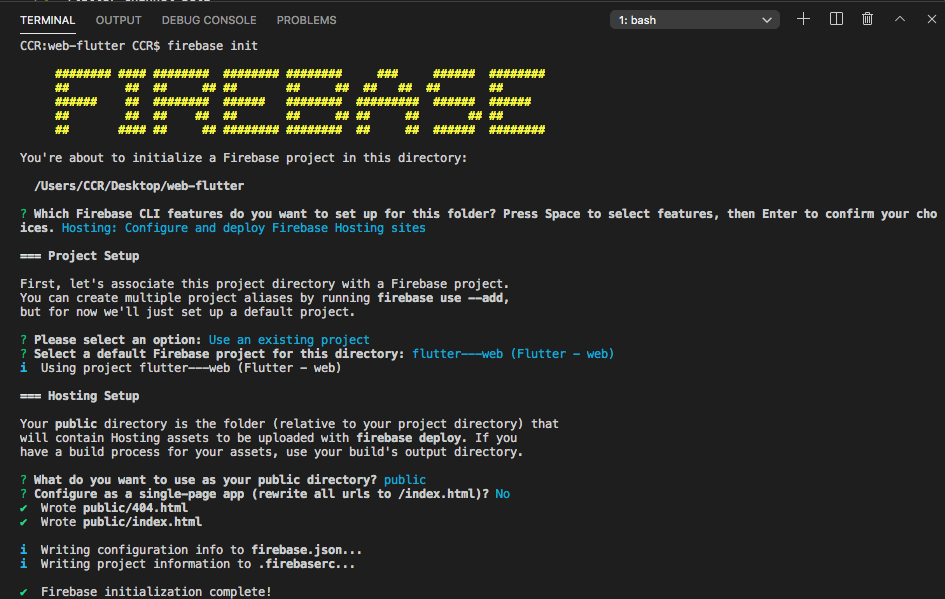 TERMINAL OUTPUT DEBUG CONSOLE PROBLEMS 1: bash
CCR:web-flutter CCR$ firebase init
######## #### ########  ######## ########     ###     ######  ########
##        ##  ##     ## ##       ##     ##  ##   ##  ##       ##
######    ##  ########  ######   ########  #########  ######  ######
##        ##  ##    ##  ##       ##     ## ##     ##       ## ##
##       #### ##     ## ######## ########  ##     ##  ######  ########
You're about to initialize a Firebase project in this directory:
/Users/CCR/Desktop/web-flutter
? Which Firebase CLI features do you want to set up for this folder? Press Space to select features, then Enter to confirm your cho
ices. Hosting: Configure and deploy Firebase Hosting sites
=== Project Setup
First, let's associate this project directory with a Firebase project.
You can create multiple project aliases by running firebase use --add,
but for now we'll just set up a default project.
? Please select an option: Use an existing project
? Select a default Firebase project for this directory: flutter---web (Flutter - web)
i Using project flutter---web (Flutter - web)
=== Hosting Setup
Your public directory is the folder (relative to your project directory) that
will contain Hosting assets to be uploaded with firebase deploy. If you
have a build process for your assets, use your build's output directory.
? What do you want to use as your public directory? public
? Configure as a single-page app (rewrite all urls to /index.html)? No
✔ Wrote public/404.html
✔ Wrote public/index.html
i Writing configuration info to firebase.json...
i Writing project information to .firebaserc...
✔ Firebase initialization complete!